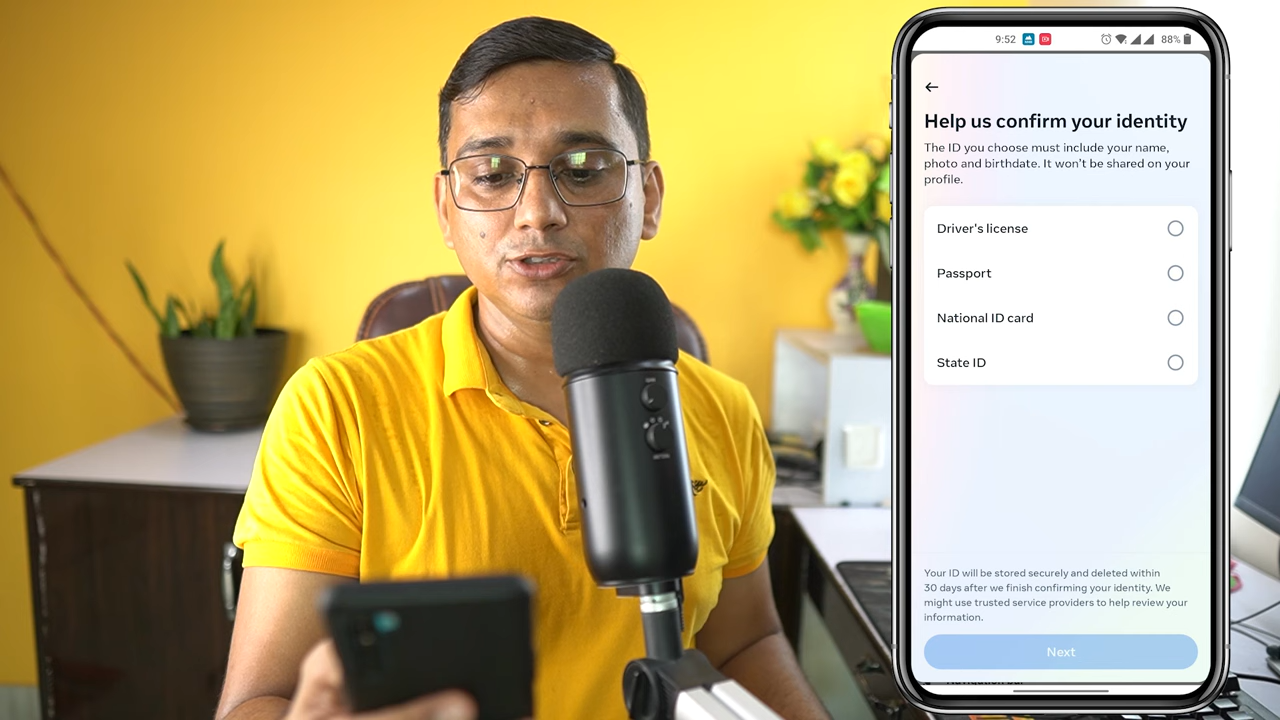 9:52
88%
Help us confirm your identity
The ID you choose must include your name,
photo and birthdate. It won't be shared on your
profile.
Driver's license
Passport
National ID card
State ID
Your ID will be stored securely and deleted within
30 days after we finish confirming your identity. We
might use trusted service providers to help review your
information.
Next